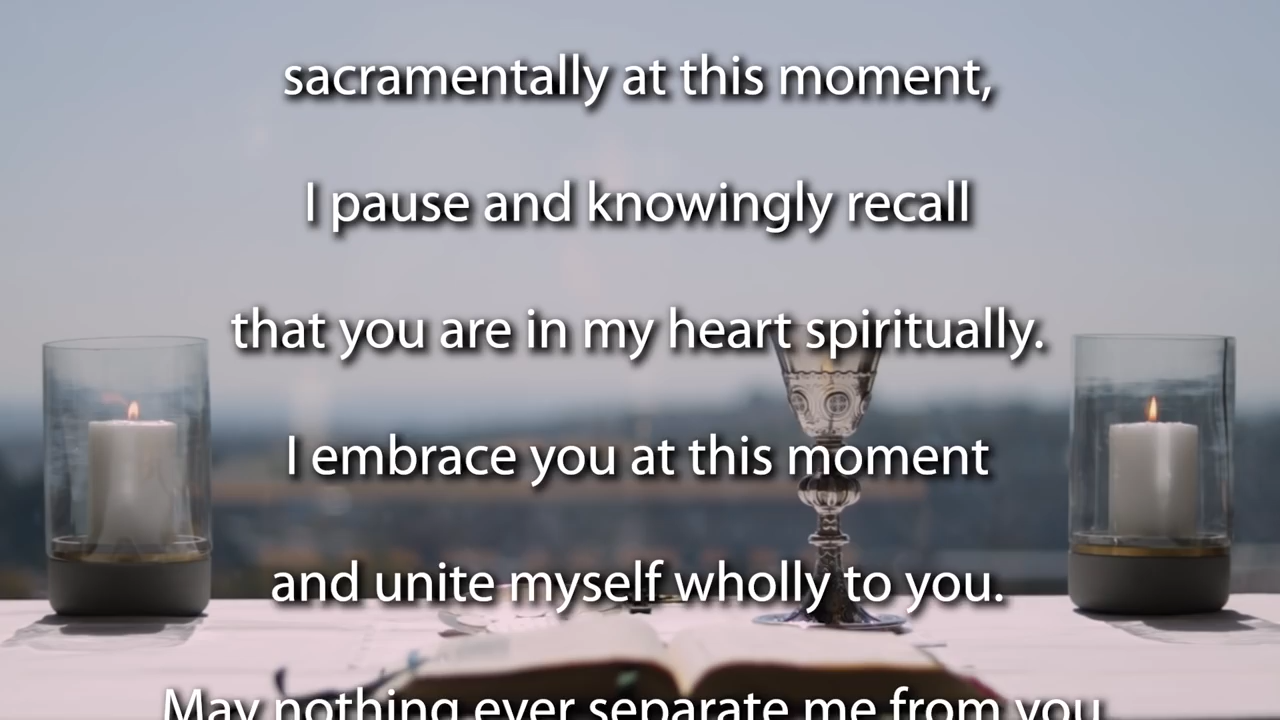 sacramentally at this moment,
I pause and knowingly recall
that you are in my heart spiritually.
I embrace you at this moment
and unite myself wholly to you.
May nothing ever separate me from you